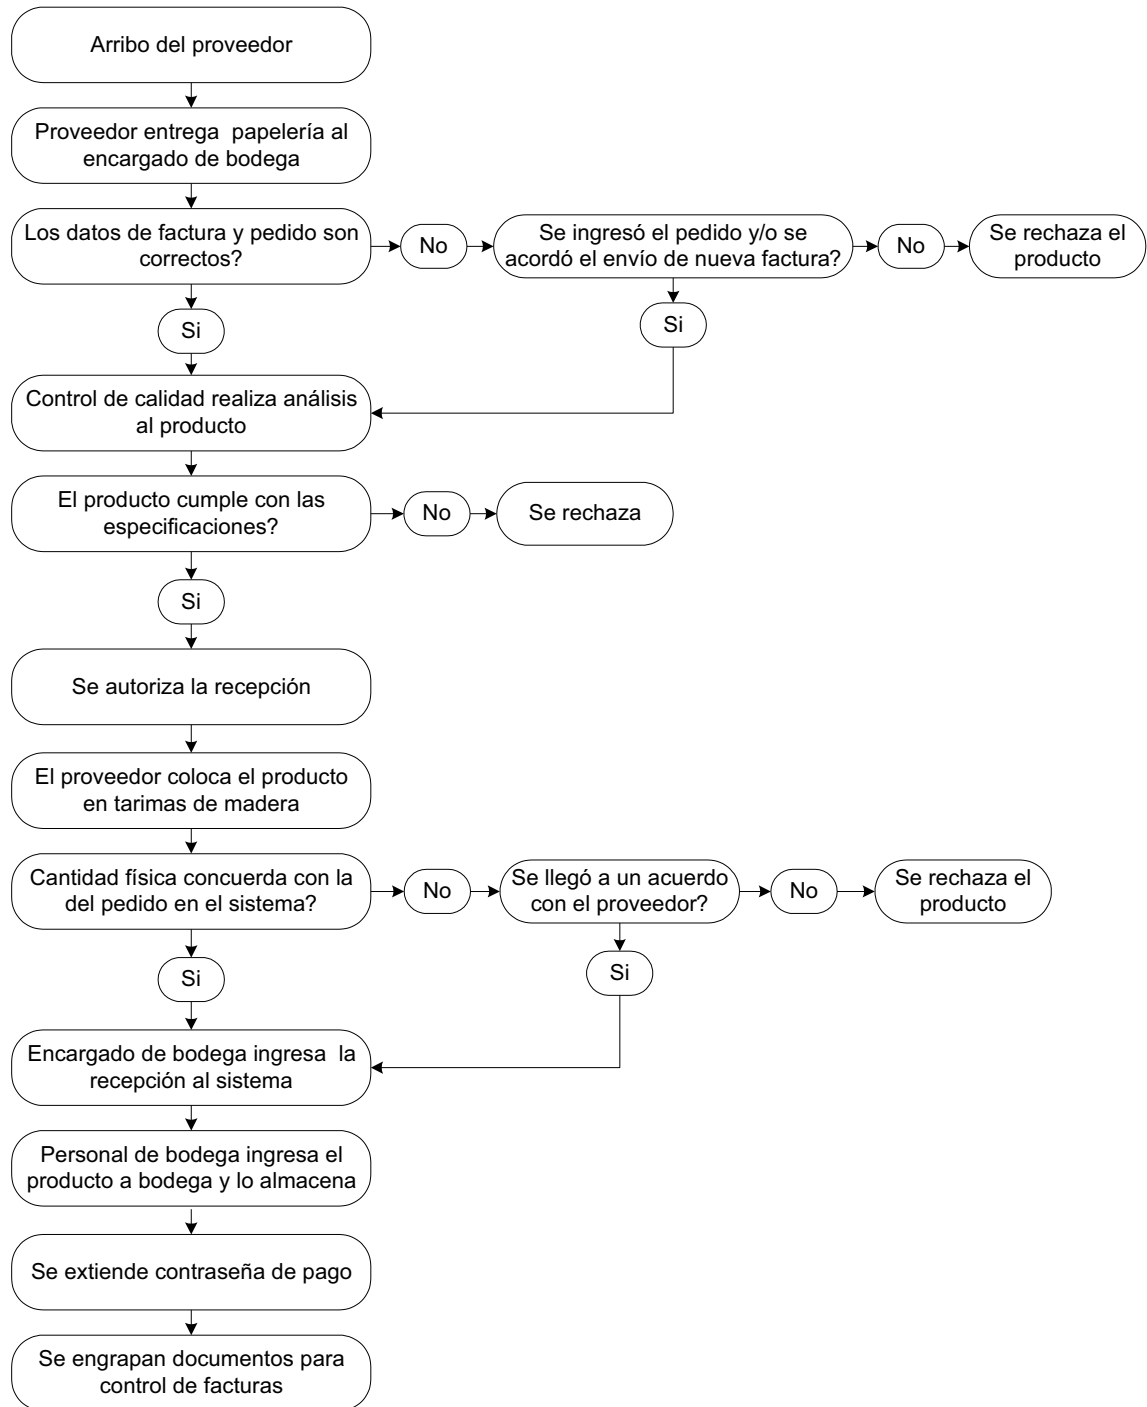 Arribo del proveedor
Proveedor entrega  papelería al
encargado de bodega
Los datos de factura y pedido son
correctos?
No
Se ingresó el pedido y/o se
acordó el envío de nueva factura?
No
Se rechaza el
producto
Si
Si
Control de calidad realiza análisis
al producto
El producto cumple con las
especificaciones?
No
Se rechaza
Si
Se autoriza la recepción
El proveedor coloca el producto
en tarimas de madera
Cantidad física concuerda con la
del pedido en el sistema?
No
Se llegó a un acuerdo
con el proveedor?
No
Se rechaza el
producto
Si
Si
Encargado de bodega ingresa  la
recepción al sistema
Personal de bodega ingresa el
producto a bodega y lo almacena
Se extiende contraseña de pago
Se engrapan documentos para
control de facturas